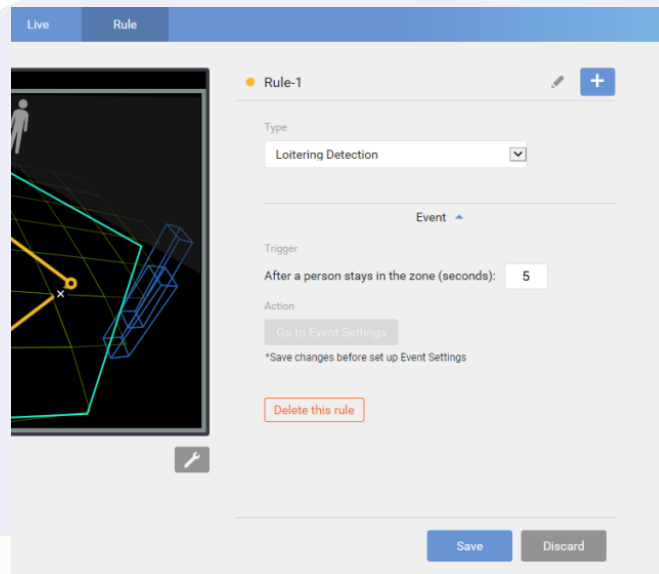 Live Rule
Rule-1
Type
Loitering Detection
Event
Trigger
After a person stays in the zone (seconds): 5
Action
Go to Event Settings
*Save changes before set up Event Settings
Delete this rule
Save Discard